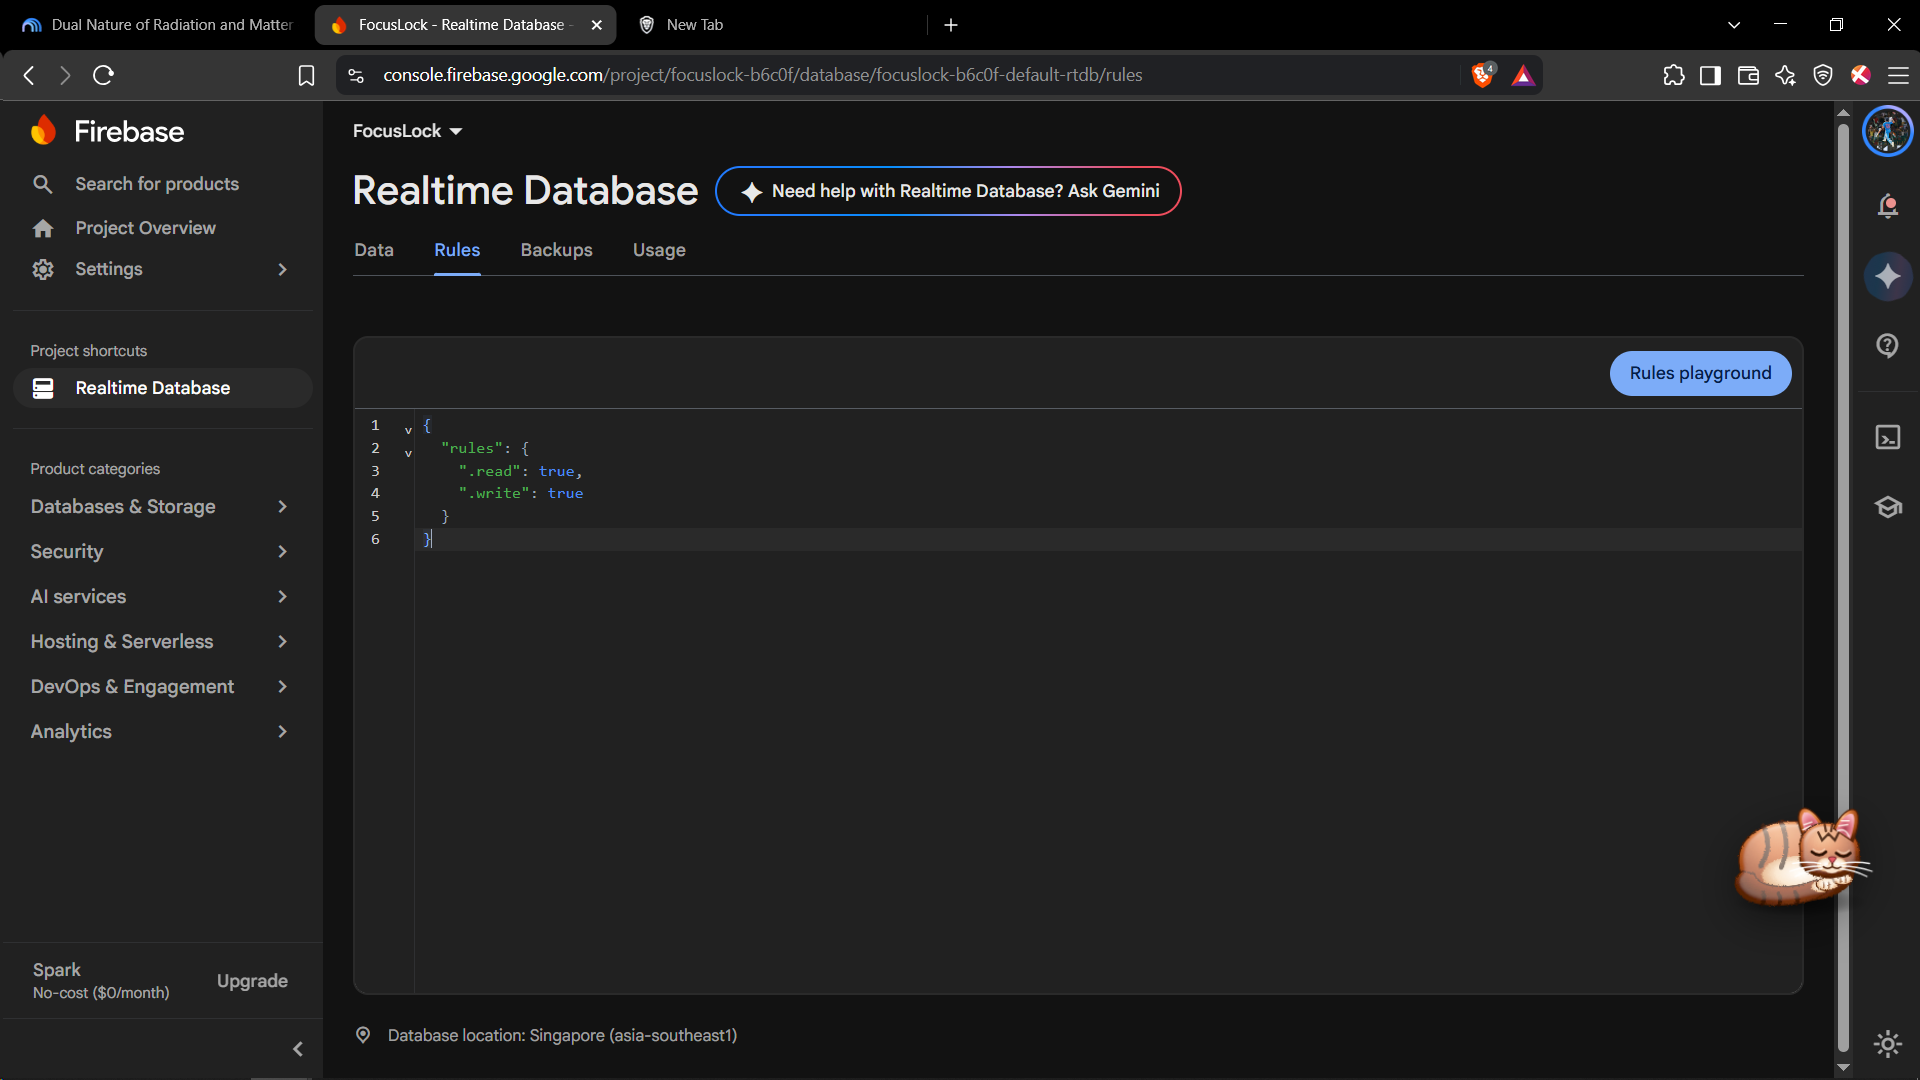 Dual Nature of Radiation and Matter
FocusLock - Realtime Database -
New Tab
console.firebase.google.com/project/focuslock-b6c0f/database/focuslock-b6c0f-default-rtdb/rules
4
Firebase
Search for products
Project Overview
Settings
Project shortcuts
Realtime Database
Product categories
Databases & Storage
Security
AI services
Hosting & Serverless
DevOps & Engagement
Analytics
Spark
No-cost ($0/month)
Upgrade
FocusLock
Realtime Database
Need help with Realtime Database? Ask Gemini
Data Rules Backups Usage
Rules playground
1 {
2 "rules": {
3 ".read": true,
4 ".write": true
5 }
6 }
Database location: Singapore (asia-southeast1)